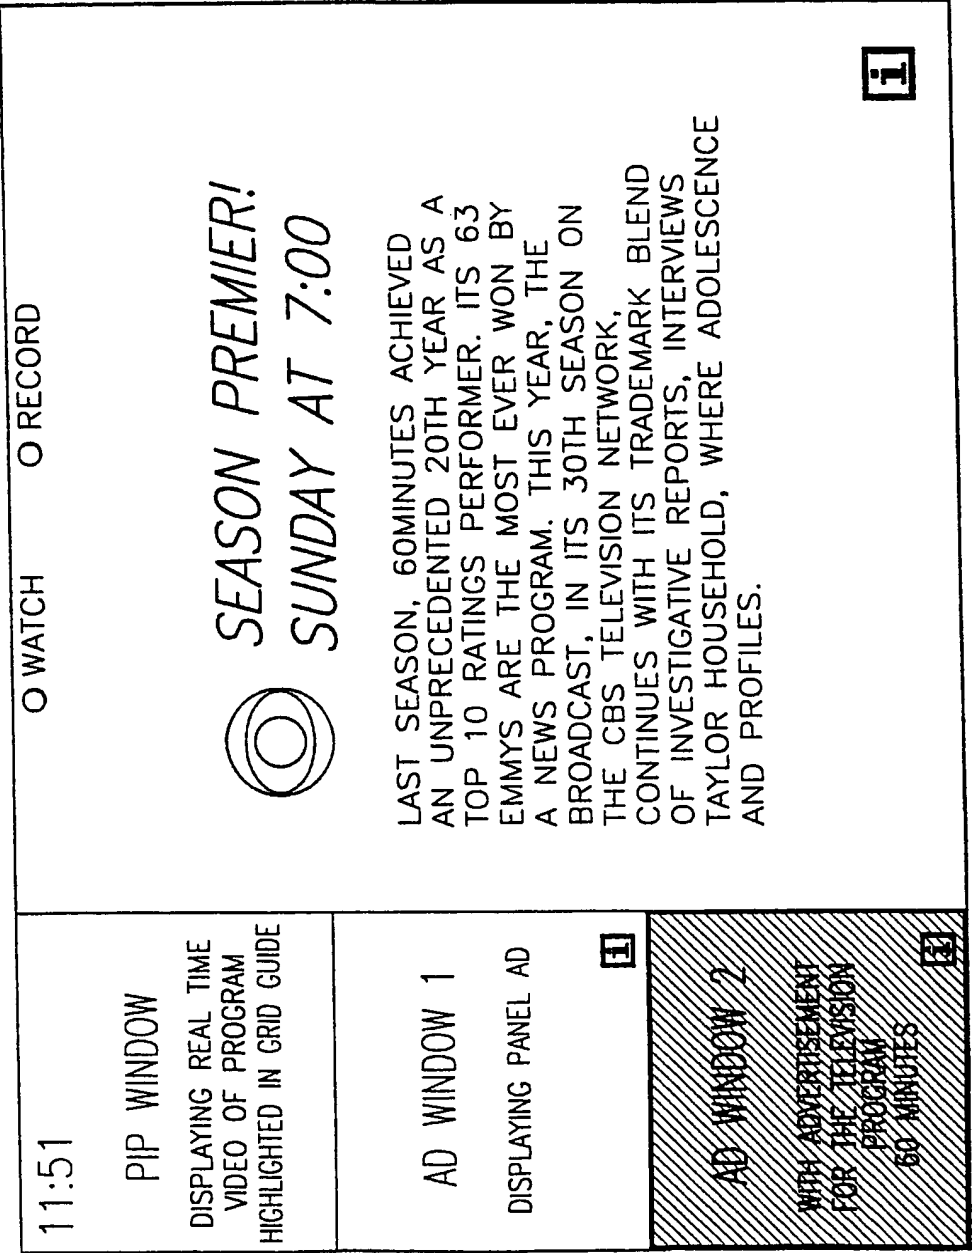 11:51
PIP WINDOW
DISPLAYING REAL TIME
VIDEO OF PROGRAM
HIGHLIGHTED IN GRID GUIDE
AD WINDOW 1
DISPLAYING PANEL AD
i
AD WINDOW 2
WITH ADVERTISEMENT
FOR THE TELEVISION
PROGRAM
60 MINUTES
i
O WATCH O RECORD
SEASON PREMIER!
SUNDAY AT 7:00
LAST SEASON, 60MINUTES ACHIEVED
AN UNPRECEDENTED 20TH YEAR AS A
TOP 10 RATINGS PERFORMER. ITS 63
EMMYS ARE THE MOST EVER WON BY
A NEWS PROGRAM. THIS YEAR, THE
BROADCAST, IN ITS 30TH SEASON ON
THE CBS TELEVISION NETWORK,
CONTINUES WITH ITS TRADEMARK BLEND
OF INVESTIGATIVE REPORTS, INTERVIEWS
TAYLOR HOUSEHOLD, WHERE ADOLESCENCE
AND PROFILES.
i